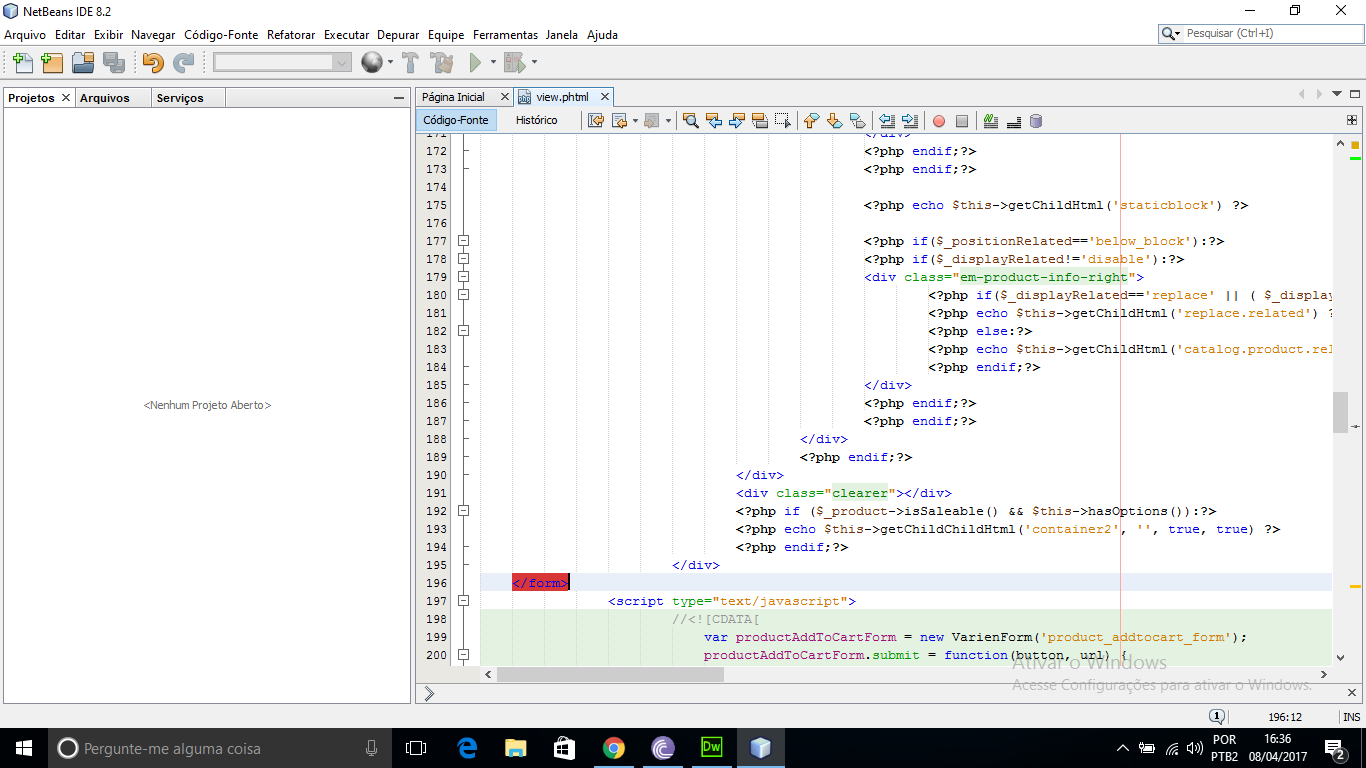 NetBeans IDE 8.2
Arquivo Editar Exibir Navegar Código-Fonte Refatorar Executar Depurar Equipe Ferramentas Janela Ajuda
Pesquisar (Ctrl+I)
Projetos Arquivos Serviços
Página Inicial view.phtml
Código-Fonte Histórico
<Nenhum Projeto Aberto>
171 </div>
172 <?php endif;?>
173 <?php endif;?>
174
175 <?php echo $this->getChildHtml('staticblock') ?>
176
177 <?php if($_positionRelated=='below_block'):?>
178 <?php if($_displayRelated!='disable'):?>
179 <div class="em-product-info-right">
180 <?php if($_displayRelated=='replace' || ( $_display
181 <?php echo $this->getChildHtml('replace.related') ?
182 <?php else:?>
183 <?php echo $this->getChildHtml('catalog.product.rel
184 <?php endif;?>
185 </div>
186 <?php endif;?>
187 <?php endif;?>
188 </div>
189 <?php endif;?>
190 </div>
191 <div class="clearer"></div>
192 <?php if ($_product->isSaleable() && $this->hasOptions()):?>
193 <?php echo $this->getChildChildHtml('container2', '', true, true) ?>
194 <?php endif;?>
195 </div>
196 </form>
197 <script type="text/javascript">
198 //<![CDATA[
199 var productAddToCartForm = new VarienForm('product_addtocart_form');
200 productAddToCartForm.submit = function(button, url) {
Ativar o Windows
Acesse Configurações para ativar o Windows.
1 196:12 INS
Pergunte-me alguma coisa
Dw
POR
PTB2
16:36
08/04/2017
2